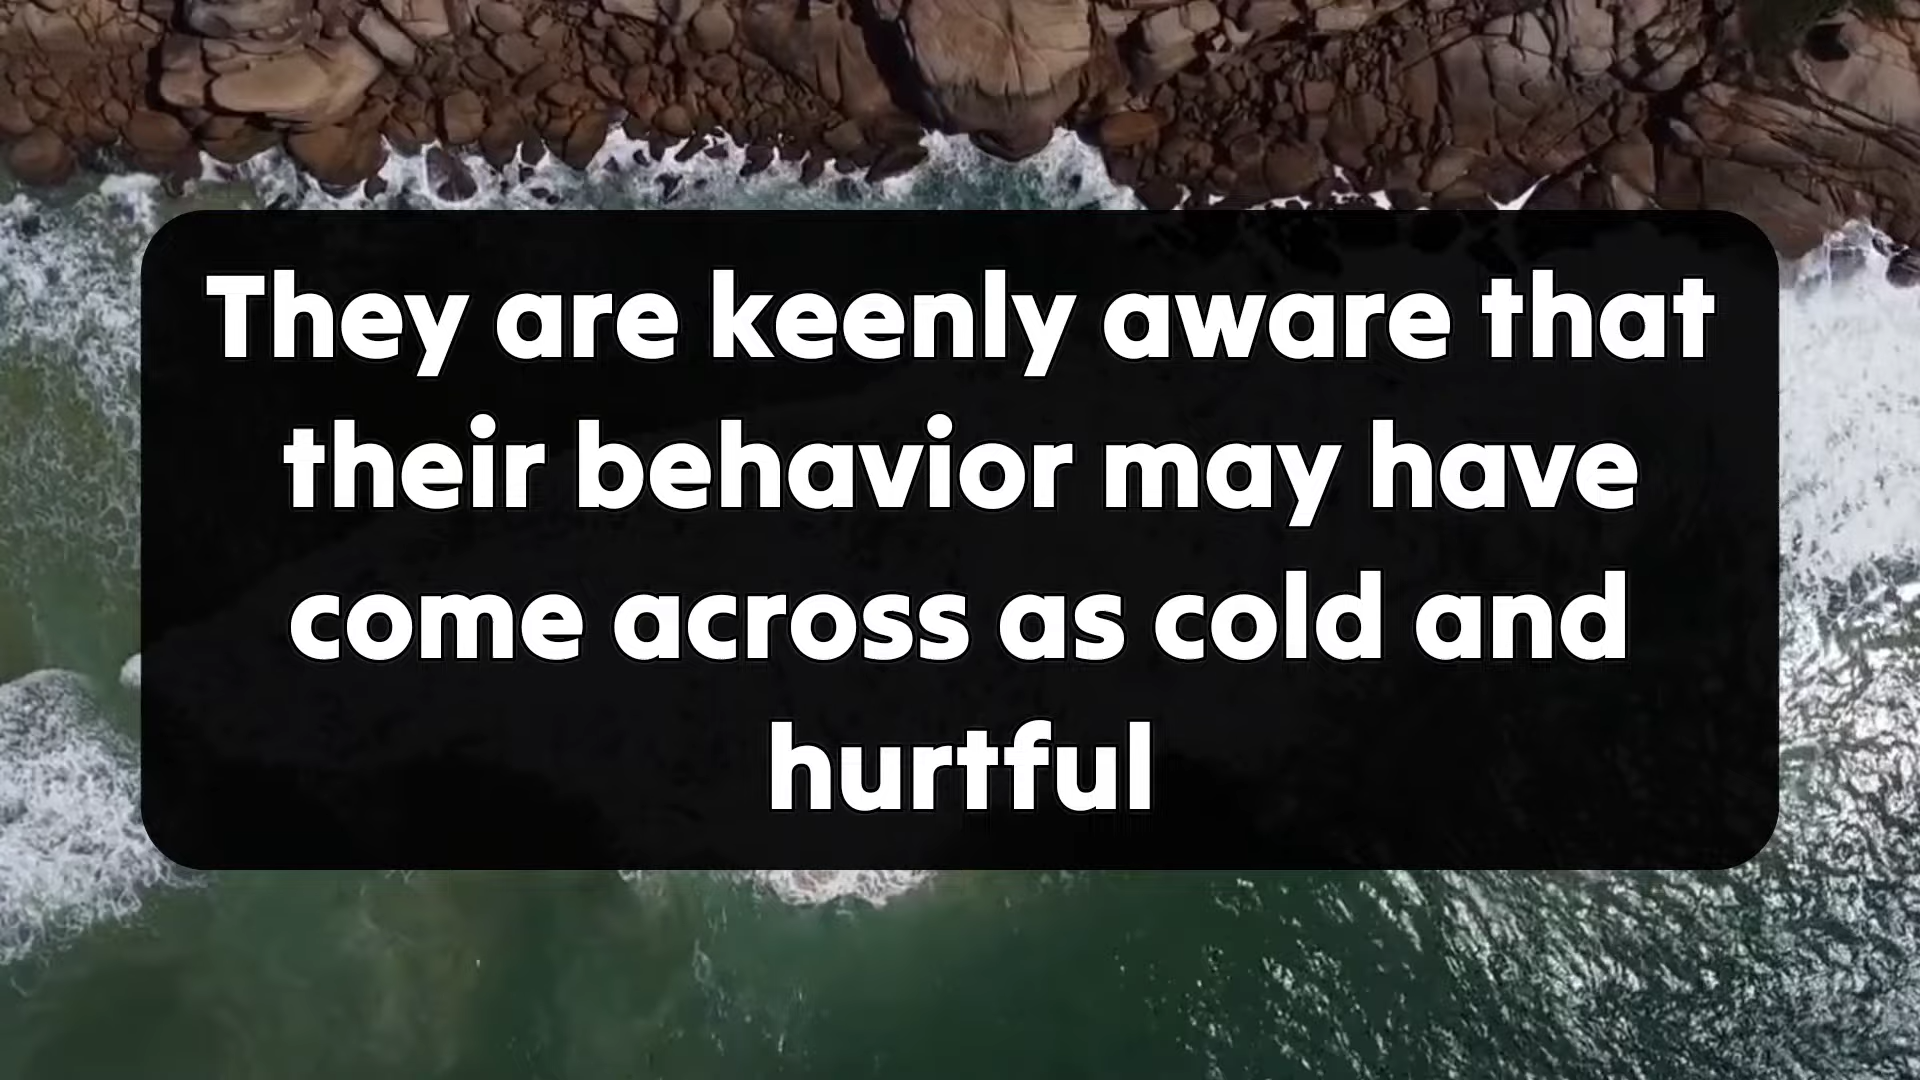 They are keenly aware that
their behavior may have
come across as cold and
hurtful